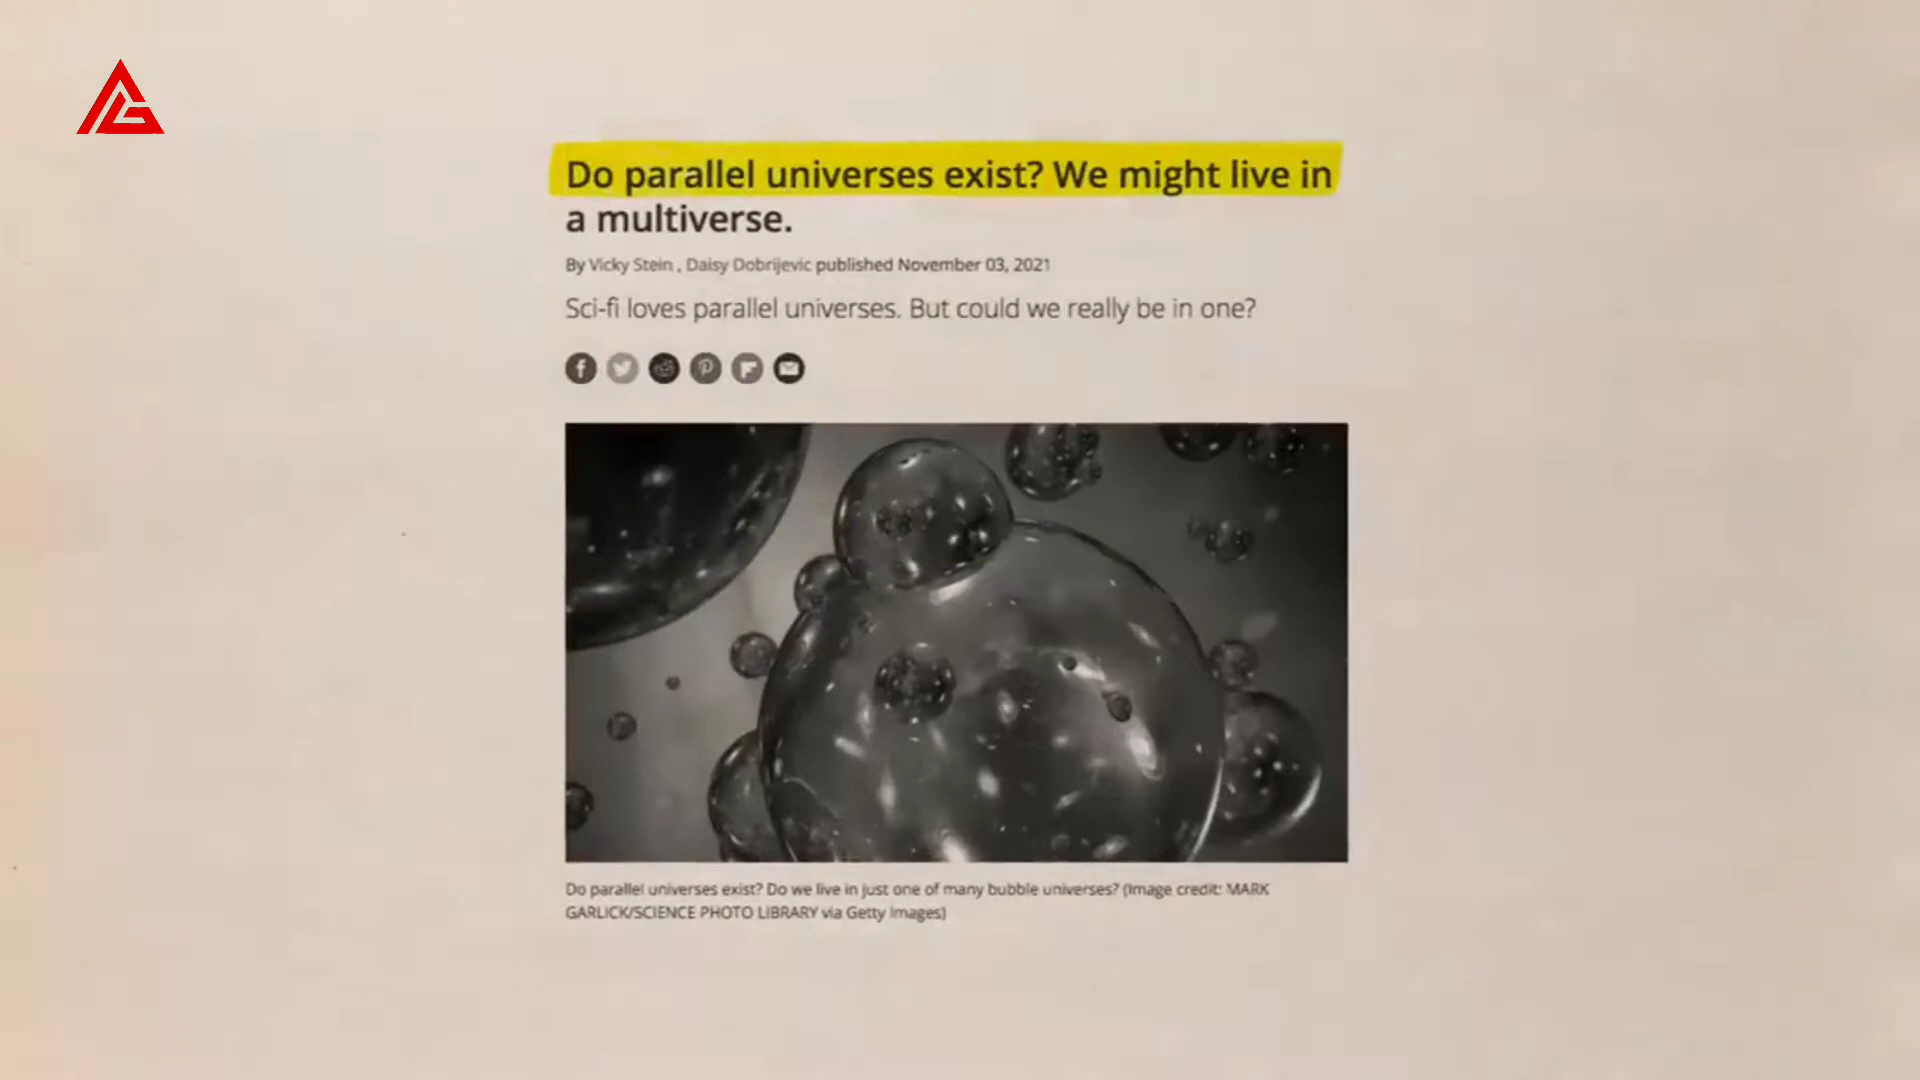 Do parallel universes exist? We might live in
a multiverse.
By Vicky Stein , Daisy Dobrijevic published November 03, 2021
Sci-fi loves parallel universes. But could we really be in one?
Do parallel universes exist? Do we live in just one of many bubble universes? (Image credit: MARK
GARLICK/SCIENCE PHOTO LIBRARY via Getty Images)